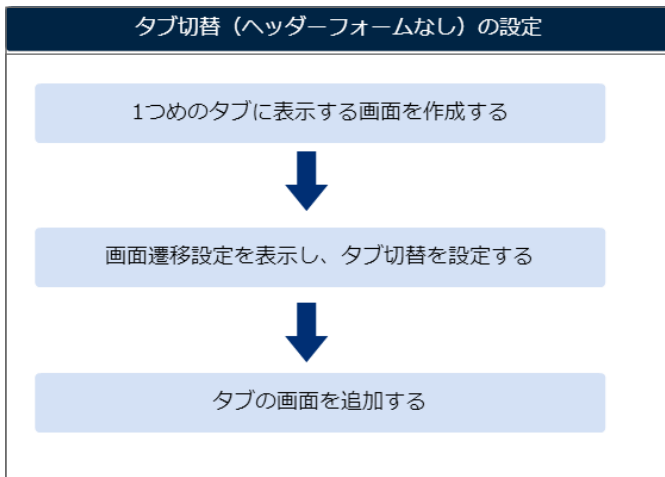 タブ切替（ヘッダーフォームなし）の設定
1つめのタブに表示する画面を作成する
画面遷移設定を表示し、タブ切替を設定する
タブの画面を追加する